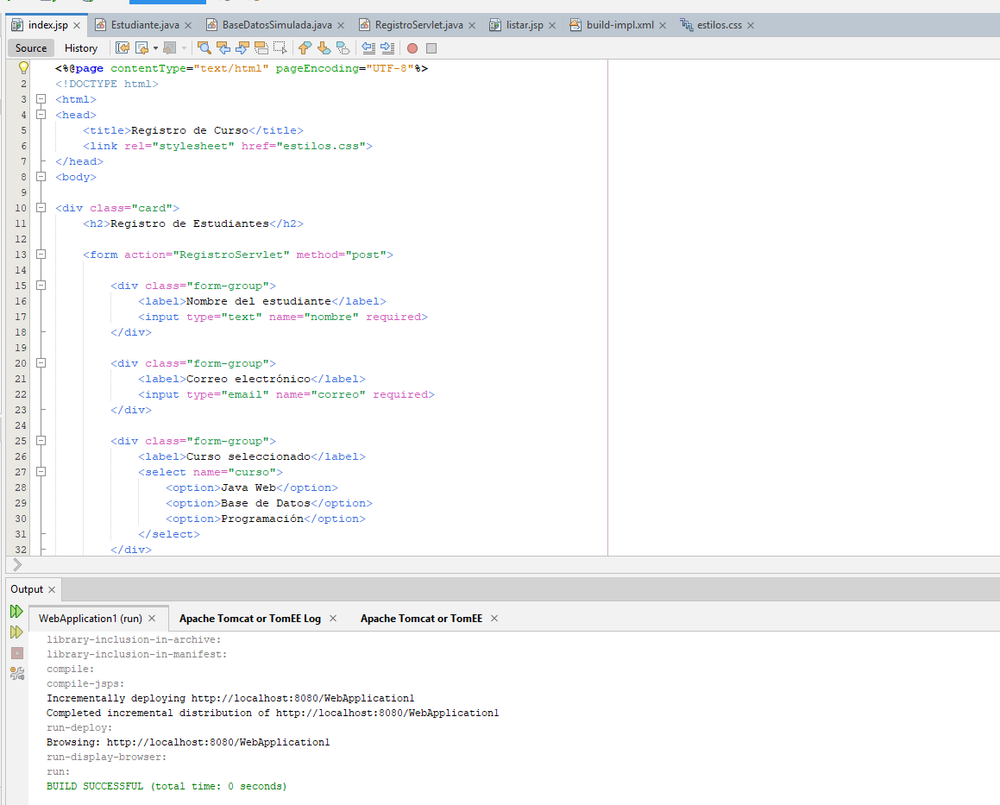 index.jsp Estudiante.java BaseDatosSimulada.java RegistroServlet.java listar.jsp build-impl.xml estilos.css
Source History
<%@page contentType="text/html" pageEncoding="UTF-8"%>
2 <!DOCTYPE html>
3 <html>
4 <head>
5 <title>Registro de Curso</title>
6 <link rel="stylesheet" href="estilos.css">
7 </head>
8 <body>
9
10 <div class="card">
11 <h2>Registro de Estudiantes</h2>
12
13 <form action="RegistroServlet" method="post">
14
15 <div class="form-group">
16 <label>Nombre del estudiante</label>
17 <input type="text" name="nombre" required>
18 </div>
19
20 <div class="form-group">
21 <label>Correo electrónico</label>
22 <input type="email" name="correo" required>
23 </div>
24
25 <div class="form-group">
26 <label>Curso seleccionado</label>
27 <select name="curso">
28 <option>Java Web</option>
29 <option>Base de Datos</option>
30 <option>Programación</option>
31 </select>
32 </div>
Output
WebApplication1 (run) Apache Tomcat or TomEE Log Apache Tomcat or TomEE
library-inclusion-in-archive:
library-inclusion-in-manifest:
compile:
compile-jsps:
Incrementally deploying http://localhost:8080/WebApplication1
Completed incremental distribution of http://localhost:8080/WebApplication1
run-deploy:
Browsing: http://localhost:8080/WebApplication1
run-display-browser:
run:
BUILD SUCCESSFUL (total time: 0 seconds)